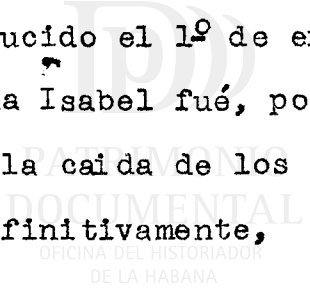 ucido el 1º de e
a Isabel fué, po
la caida de los
finitivamente,
PATRIMONIO
DOCUMENTAL
OFICINA DEL HISTORIADOR
DE LA HABANA